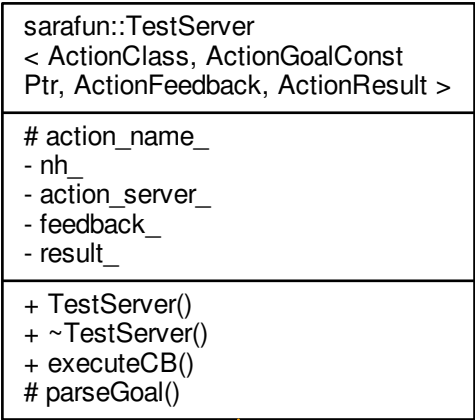 sarafun::TestServer
< ActionClass, ActionGoalConst
Ptr, ActionFeedback, ActionResult >
# action_name_
- nh_
- action_server_
- feedback_
- result_
+ TestServer()
+ ~TestServer()
+ executeCB()
# parseGoal()